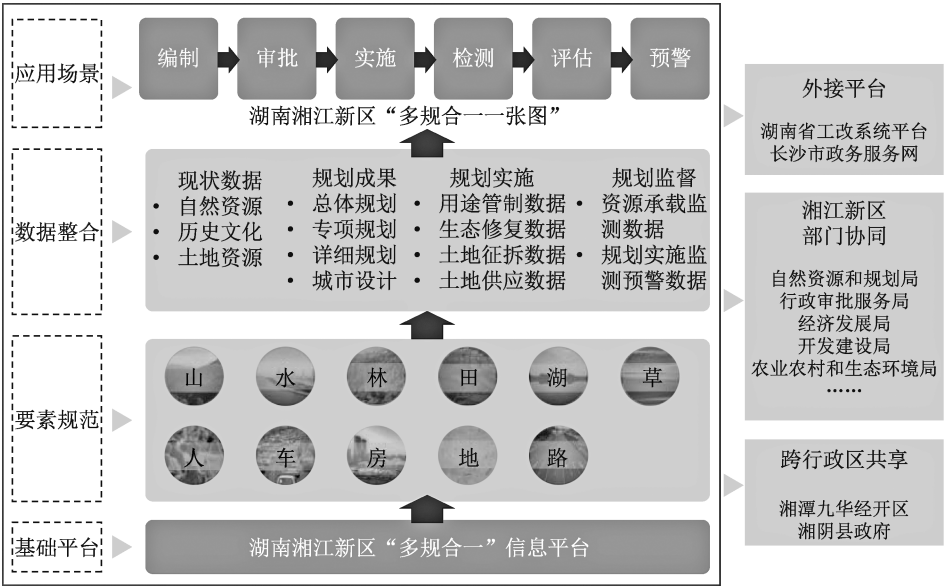 应用场景
编制
审批
实施
检测
评估
预警
湖南湘江新区“多规合一一张图”
数据整合
现状数据
• 自然资源
• 历史文化
• 土地资源
规划成果
• 总体规划
• 专项规划
• 详细规划
• 城市设计
规划实施
• 用途管制数据
• 生态修复数据
• 土地征拆数据
• 土地供应数据
规划监督
• 资源承载监
测数据
• 规划实施监
测预警数据
要素规范
山
水
林
田
湖
草
人
车
房
地
路
基础平台
湖南湘江新区“多规合一”信息平台
外接平台
湖南省工改系统平台
长沙市政务服务网
湘江新区
部门协同
自然资源和规划局
行政审批服务局
经济发展局
开发建设局
农业农村和生态环境局
……
跨行政区共享
湘潭九华经开区
湘阴县政府